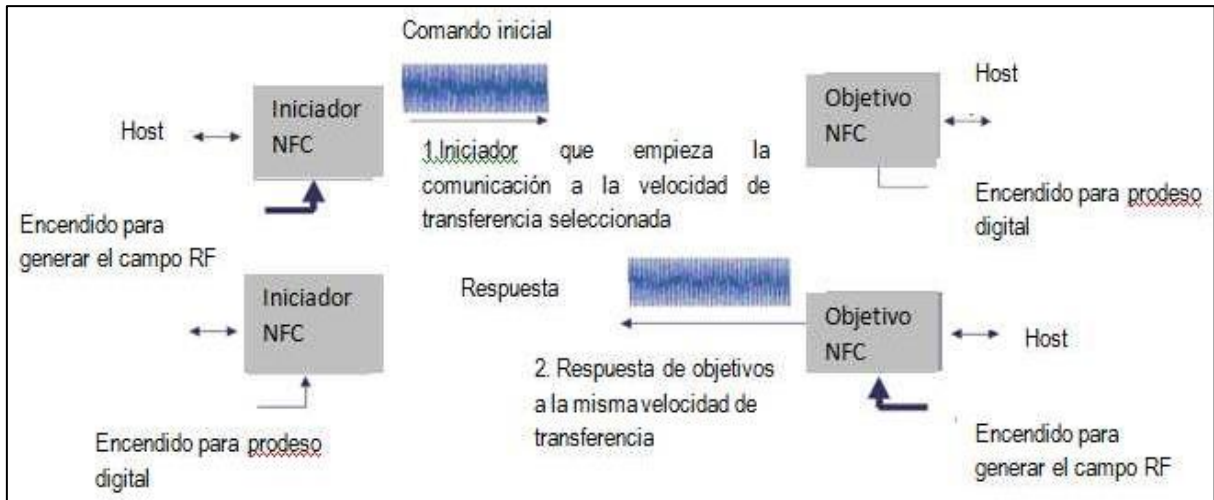 Comando inicial
Iniciador
NFC
Host
Objetivo
NFC
Host
1.Iniciador que empieza la
comunicación a la velocidad de
transferencia seleccionada
Encendido para
generar el campo RF
Encendido para prodeso
digital
Iniciador
NFC
Respuesta
Objetivo
NFC
Host
2. Respuesta de objetivos
a la misma velocidad de
transferencia
Encendido para prodeso
digital
Encendido para
generar el campo RF